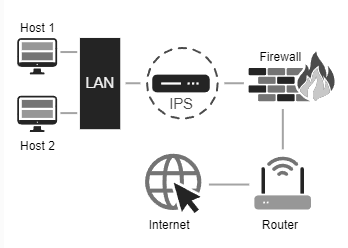 Host 1
Firewall
LAN
IPS
Host 2
Internet
Router